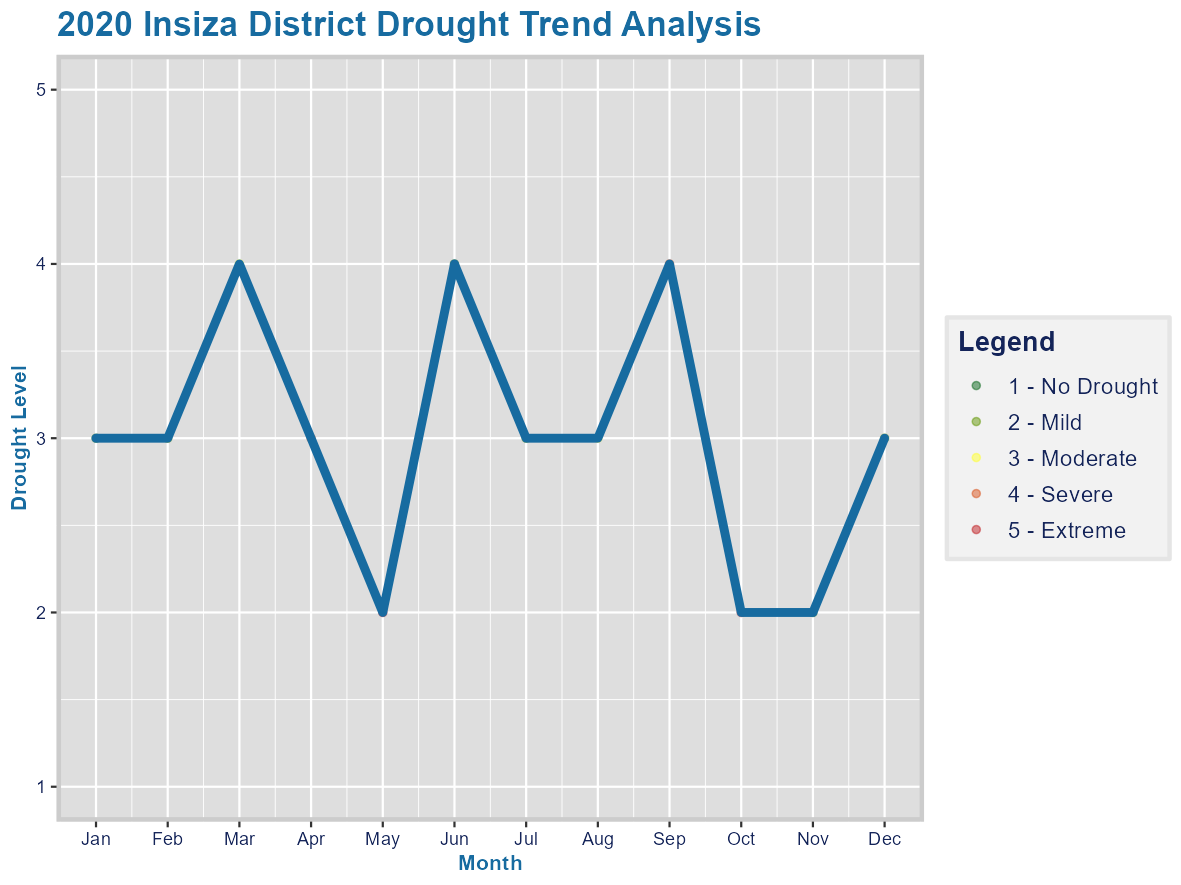 2020 Insiza District Drought Trend Analysis
Drought Level
5
4
3
2
1
Jan Feb Mar Apr May Jun Jul Aug Sep Oct Nov Dec
Month
Legend
1 - No Drought
2 - Mild
3 - Moderate
4 - Severe
5 - Extreme